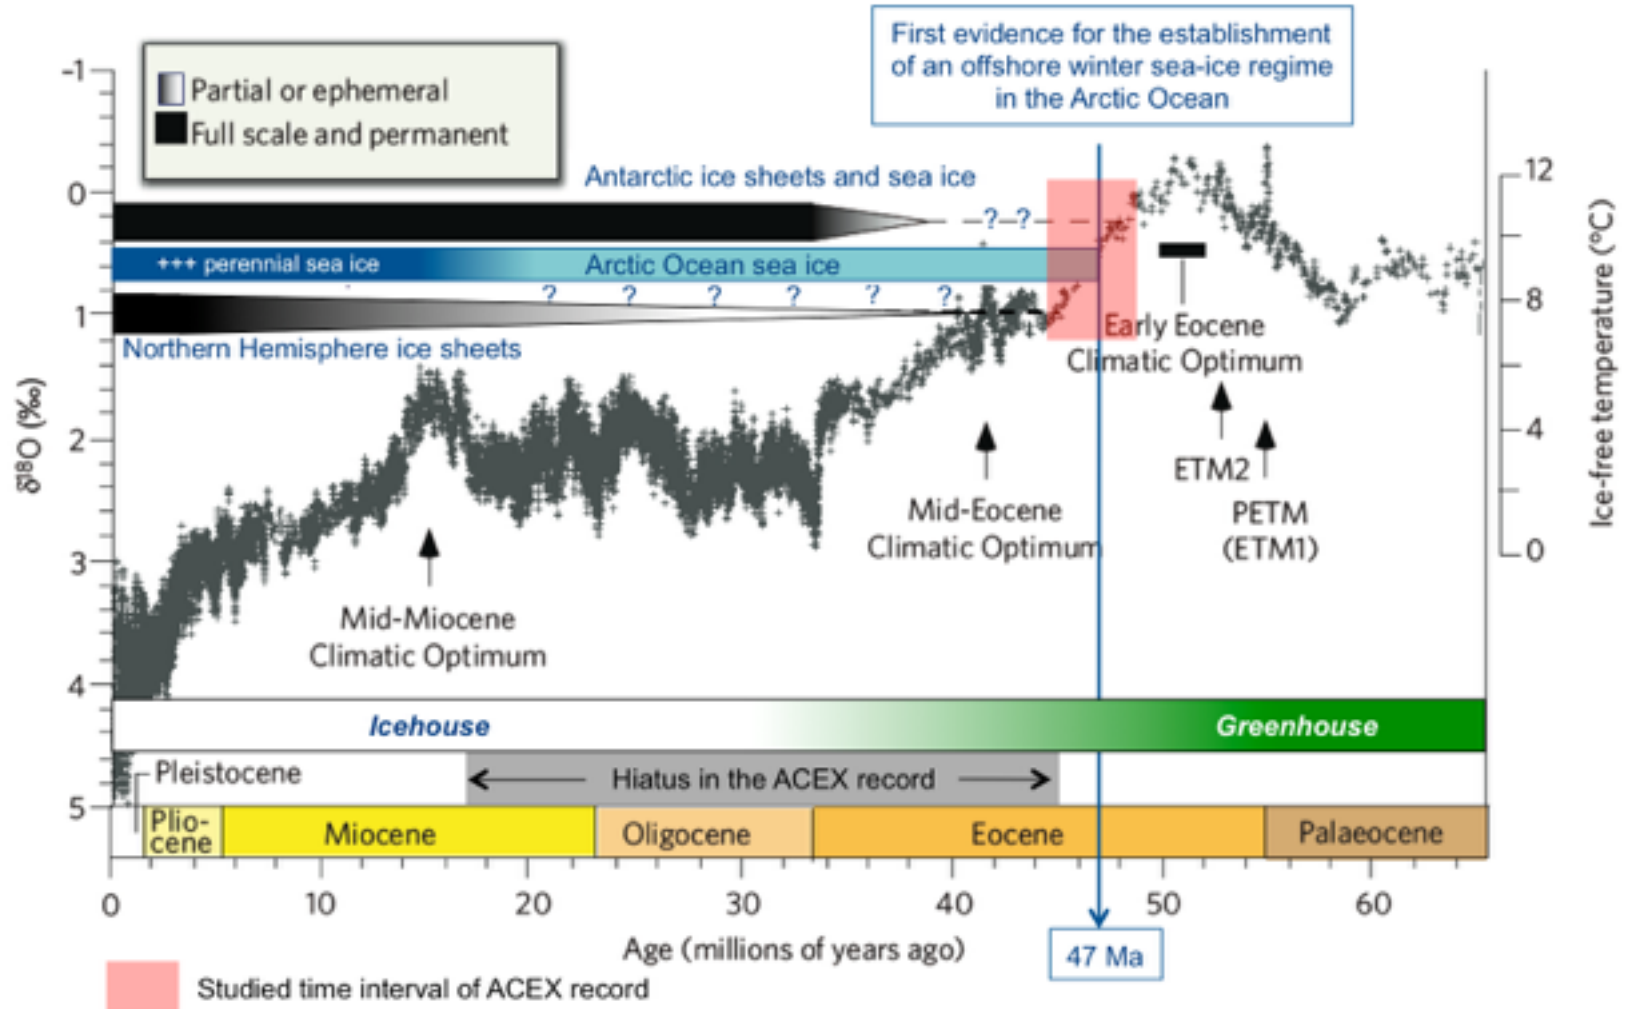 First evidence for the establishment
of an offshore winter sea-ice regime
in the Arctic Ocean
Partial or ephemeral
Full scale and permanent
Antarctic ice sheets and sea ice
? ?
+++ perennial sea ice
Arctic Ocean sea ice
? ? ? ? ? ?
Northern Hemisphere ice sheets
Early Eocene
Climatic Optimum
ETM2
PETM
(ETM1)
Mid-Eocene
Climatic Optimum
Mid-Miocene
Climatic Optimum
-1
0
1
2
3
4
5
δ18O (‰)
12
8
4
0
Ice-free temperature (°C)
Icehouse
Greenhouse
Pleistocene
Hiatus in the ACEX record
Plio-
cene
Miocene
Oligocene
Eocene
Palaeocene
0 10 20 30 40 50 60
Age (millions of years ago)
47 Ma
Studied time interval of ACEX record